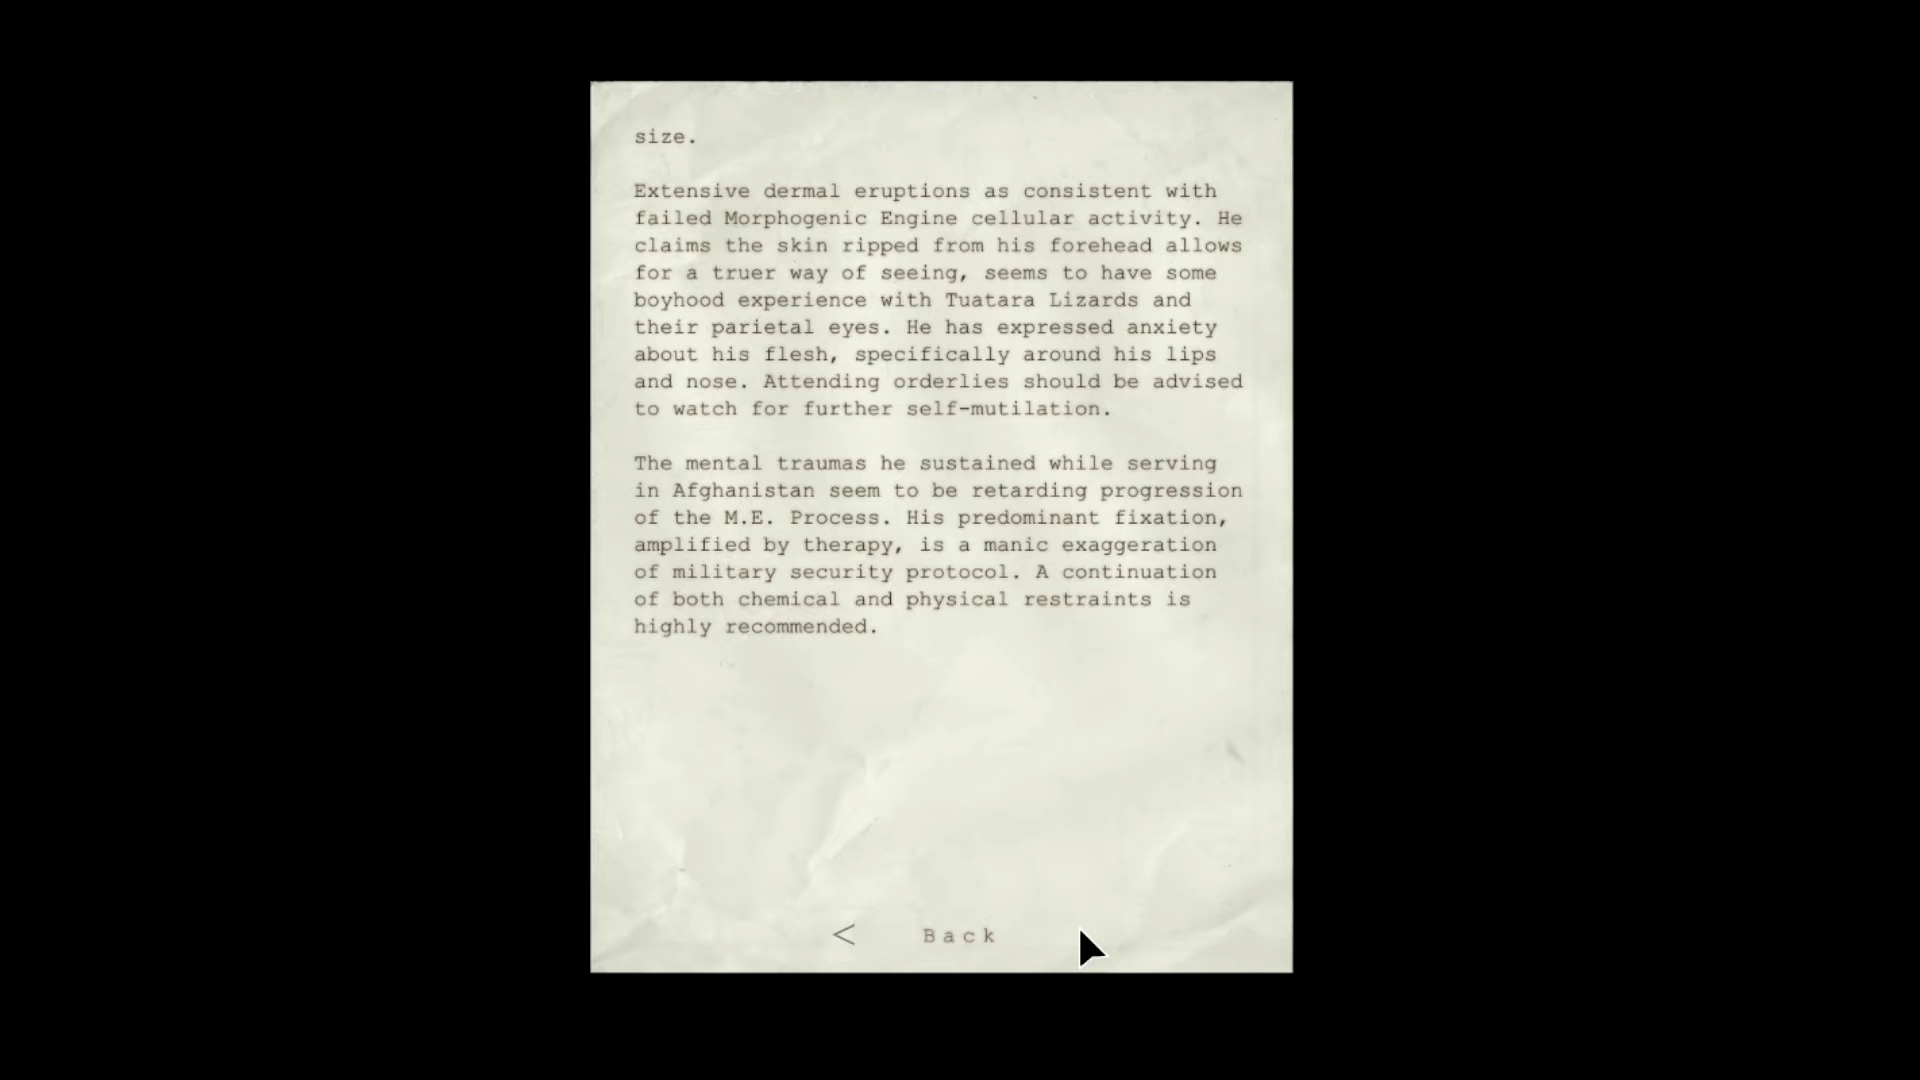 size.
Extensive dermal eruptions as consistent with
failed Morphogenic Engine cellular activity. He
claims the skin ripped from his forehead allows
for a truer way of seeing, seems to have some
boyhood experience with Tuatara Lizards and
their parietal eyes. He has expressed anxiety
about his flesh, specifically around his lips
and nose. Attending orderlies should be advised
to watch for further self-mutilation.
The mental traumas he sustained while serving
in Afghanistan seem to be retarding progression
of the M.E. Process. His predominant fixation,
amplified by therapy, is a manic exaggeration
of military security protocol. A continuation
of both chemical and physical restraints is
highly recommended.
< Back